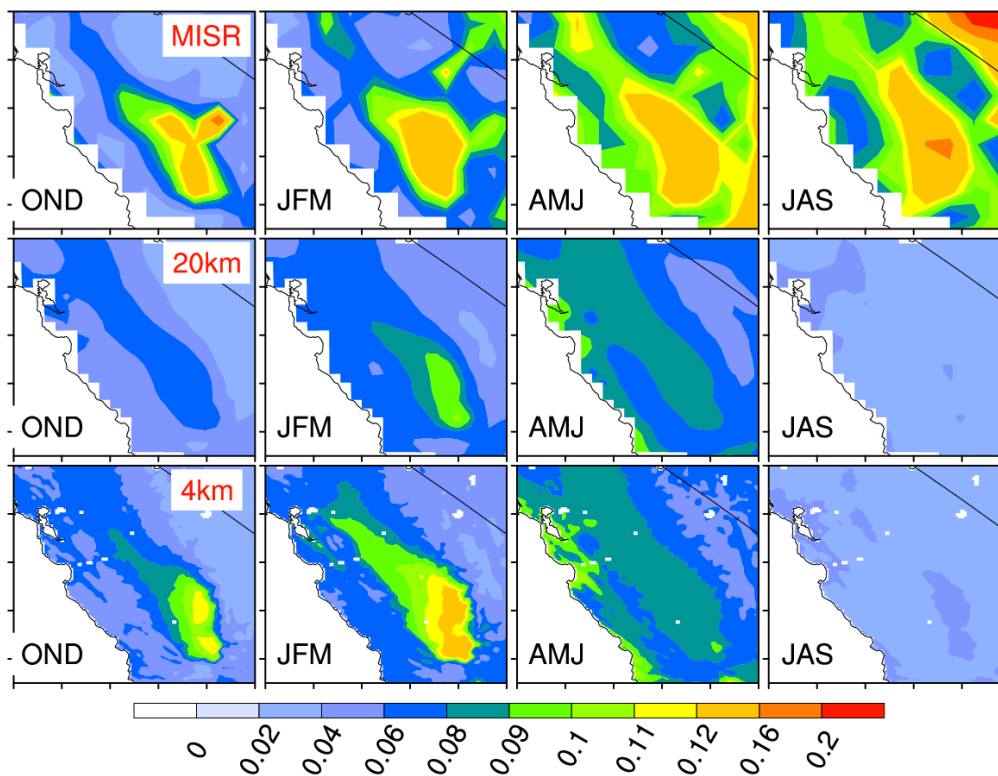 MISR
OND
JFM
AMJ
JAS
20km
OND
JFM
AMJ
JAS
4km
OND
JFM
AMJ
JAS
0
0.02
0.04
0.06
0.08
0.09
0.1
0.11
0.12
0.16
0.2